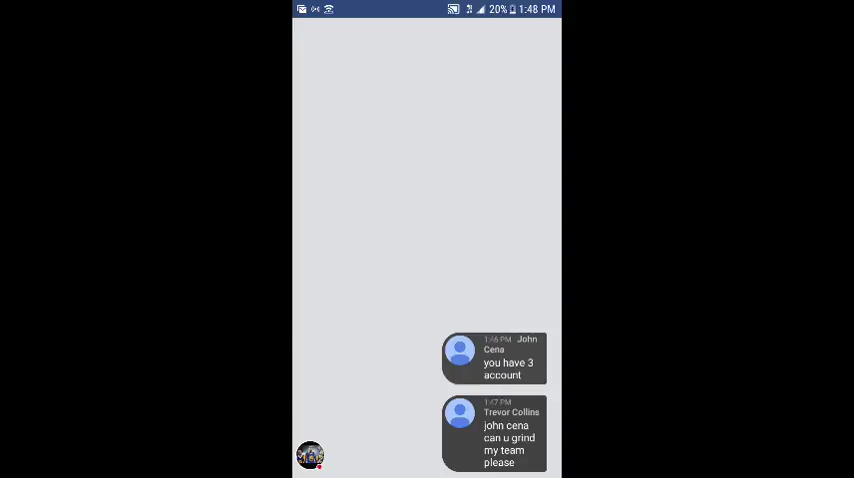 20% 1:48 PM
1:46 PM John
Cena
you have 3
account
1:47 PM
Trevor Collins
john cena
can u grind
my team
please